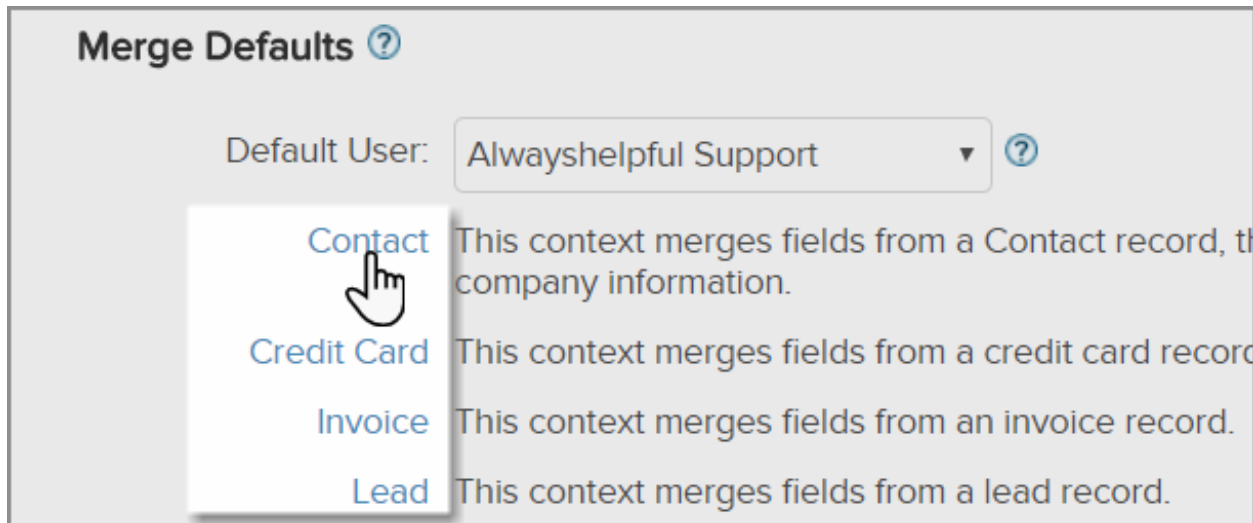 Merge Defaults ?
Default User: Alwayshelpful Support ?
Contact This context merges fields from a Contact record,
company information.
Credit Card This context merges fields from a credit card
Invoice This context merges fields from an invoice record.
Lead This context merges fields from a lead record.